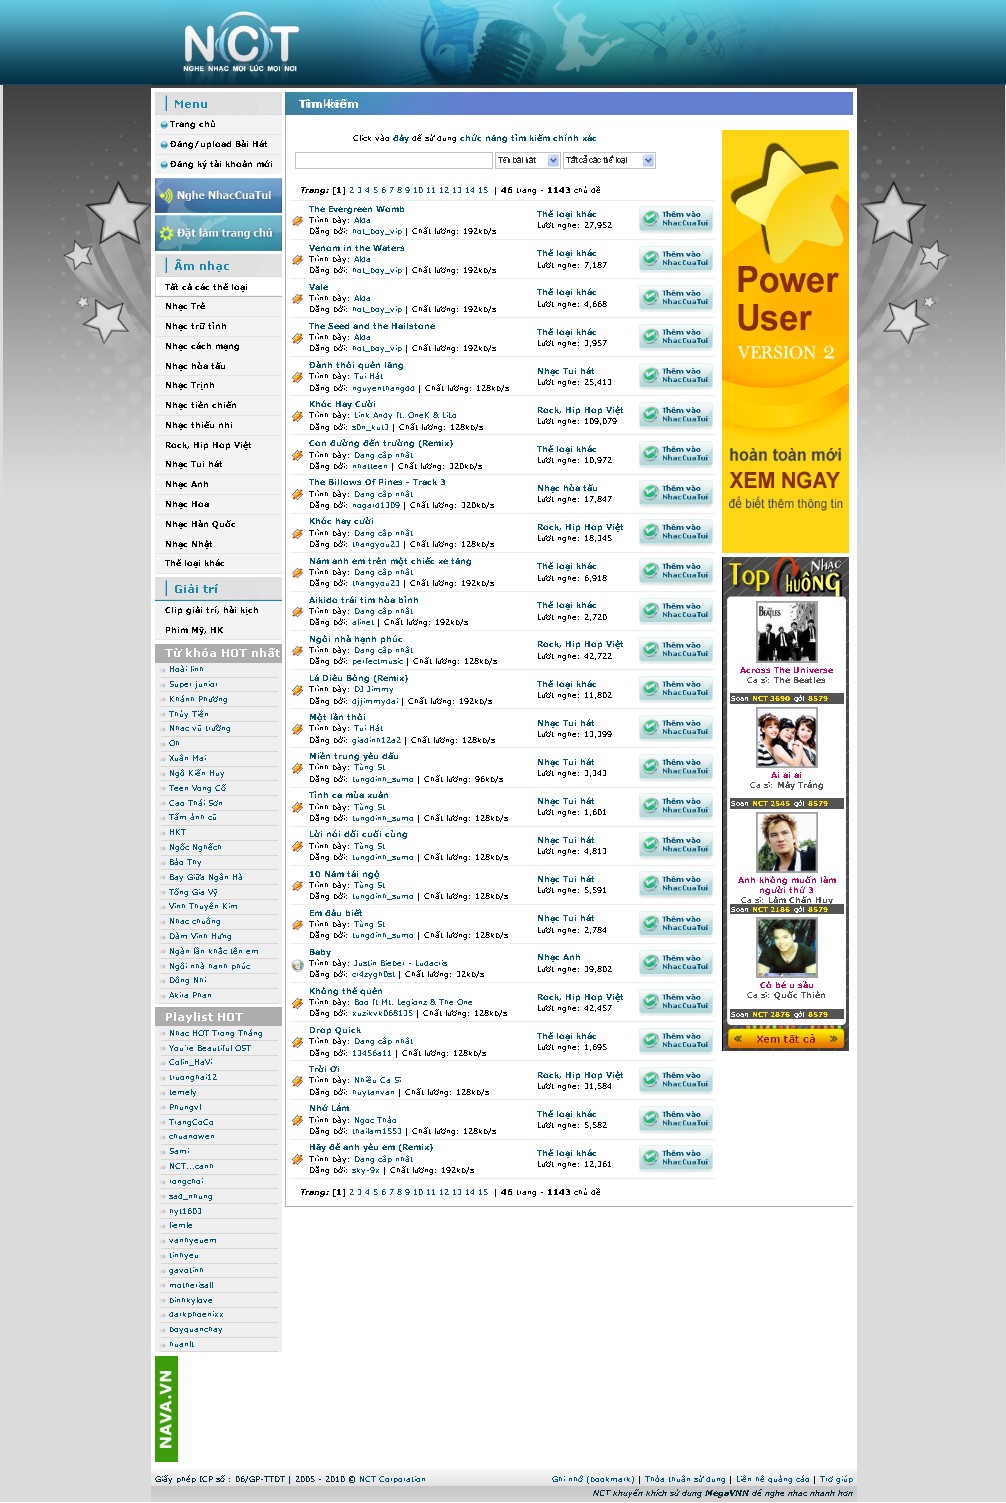 NCT
NGHE NHẠC MỌI LÚC MỌI NƠI
Menu
Trang chủ
Đăng/upload Bài Hát
Đăng ký tài khoản mới
Nghe NhacCuaTui
Đặt làm trang chủ
Âm nhạc
Tất cả các thể loại
Nhạc Trẻ
Nhạc trữ tình
Nhạc cách mạng
Nhạc hòa tấu
Nhạc Trịnh
Nhạc tiền chiến
Nhạc thiếu nhi
Rock, Hip Hop Việt
Nhạc Tui hát
Nhạc Anh
Nhạc Hoa
Nhạc Hàn Quốc
Nhạc Nhật
Thể loại khác
Giải trí
Clip giải trí, hài kịch
Phim Mỹ, HK
Từ khóa HOT nhất
Hoài linh
Super junior
Khánh Phương
Thủy Tiên
Nhac vũ trường
On
Xuân Mai
Ngô Kiến Huy
Teen Vọng Cổ
Cao Thái Sơn
Tấm ảnh cũ
HKT
Ngốc Nghếch
Bảo Thy
Bay Giữa Ngân Hà
Tống Gia Vỹ
Vĩnh Thuyên Kim
Nhac chuông
Đàm Vĩnh Hưng
Ngàn lần khắc tên em
Ngôi nhà hạnh phúc
Đông Nhi
Akira Phan
Playlist HOT
Nhac HOT Trong Tháng
You're Beautiful OST
Colin_HaVi
truonghai12
temely
Phungvl
TrangCoCo
chuanowen
Sami
NCT...canh
rongchoi
sad_nhung
nyt1603
liemle
vannyeuem
tinhyeu
gavotinh
motherisall
binhkylove
darkphoenixx
boyquanchay
huanlt
NAVA.VN
Tìm kiếm
Click vào đây để sử dụng chức năng tìm kiếm chính xác
Tên bài hát Tất cả các thể loại
Trang: [1] 2 3 4 5 6 7 8 9 10 11 12 13 14 15 | 46 trang - 1143 chủ đề
The Evergreen Womb
Trình bày: Akla
Đăng bởi: hot_boy_vip | Chất lượng: 192kb/s
Thể loại khác
Lượt nghe: 27,952
Thêm vào
NhacCuaTui
Venom in the Waters
Trình bày: Akla
Đăng bởi: hot_boy_vip | Chất lượng: 192kb/s
Thể loại khác
Lượt nghe: 7,187
Thêm vào
NhacCuaTui
Vale
Trình bày: Akla
Đăng bởi: hot_boy_vip | Chất lượng: 192kb/s
Thể loại khác
Lượt nghe: 4,668
Thêm vào
NhacCuaTui
The Seed and the Hailstone
Trình bày: Akla
Đăng bởi: hot_boy_vip | Chất lượng: 192kb/s
Thể loại khác
Lượt nghe: 3,957
Thêm vào
NhacCuaTui
Đành thôi quên lãng
Trình bày: Tui Hát
Đăng bởi: nguyenthangdd | Chất lượng: 128kb/s
Nhạc Tui hát
Lượt nghe: 25,413
Thêm vào
NhacCuaTui
Khóc Hay Cười
Trình bày: Link Andy ft. OneK & LiLo
Đăng bởi: s0n_kut3 | Chất lượng: 128kb/s
Rock, Hip Hop Việt
Lượt nghe: 109,079
Thêm vào
NhacCuaTui
Con đường đến trường (Remix)
Trình bày: Đang cập nhật
Đăng bởi: nhatteen | Chất lượng: 320kb/s
Thể loại khác
Lượt nghe: 10,972
Thêm vào
NhacCuaTui
The Billows Of Pines - Track 3
Trình bày: Đang cập nhật
Đăng bởi: nogard1309 | Chất lượng: 320kb/s
Nhạc hòa tấu
Lượt nghe: 17,847
Thêm vào
NhacCuaTui
Khóc hay cười
Trình bày: Đang cập nhật
Đăng bởi: thangyou23 | Chất lượng: 128kb/s
Rock, Hip Hop Việt
Lượt nghe: 18,345
Thêm vào
NhacCuaTui
Năm anh em trên một chiếc xe tăng
Trình bày: Đang cập nhật
Đăng bởi: thangyou23 | Chất lượng: 192kb/s
Thể loại khác
Lượt nghe: 6,918
Thêm vào
NhacCuaTui
Aikido trái tim hòa bình
Trình bày: Đang cập nhật
Đăng bởi: alinet | Chất lượng: 192kb/s
Thể loại khác
Lượt nghe: 2,720
Thêm vào
NhacCuaTui
Ngôi nhà hạnh phúc
Trình bày: Đang cập nhật
Đăng bởi: perfectmusic | Chất lượng: 128kb/s
Rock, Hip Hop Việt
Lượt nghe: 42,722
Thêm vào
NhacCuaTui
Lá Diêu Bông (Remix)
Trình bày: DJ Jimmy
Đăng bởi: djjimmydai | Chất lượng: 192kb/s
Thể loại khác
Lượt nghe: 11,802
Thêm vào
NhacCuaTui
Một lần thôi
Trình bày: Tui Hát
Đăng bởi: giadinh12a2 | Chất lượng: 128kb/s
Nhạc Tui hát
Lượt nghe: 13,399
Thêm vào
NhacCuaTui
Miền trung yêu dấu
Trình bày: Tùng St
Đăng bởi: tungdinh_sumo | Chất lượng: 96kb/s
Nhạc Tui hát
Lượt nghe: 3,343
Thêm vào
NhacCuaTui
Tình ca mùa xuân
Trình bày: Tùng St
Đăng bởi: tungdinh_sumo | Chất lượng: 128kb/s
Nhạc Tui hát
Lượt nghe: 1,601
Thêm vào
NhacCuaTui
Lời nói dối cuối cùng
Trình bày: Tùng St
Đăng bởi: tungdinh_sumo | Chất lượng: 128kb/s
Nhạc Tui hát
Lượt nghe: 4,813
Thêm vào
NhacCuaTui
10 Năm tái ngộ
Trình bày: Tùng St
Đăng bởi: tungdinh_sumo | Chất lượng: 128kb/s
Nhạc Tui hát
Lượt nghe: 5,591
Thêm vào
NhacCuaTui
Em đâu biết
Trình bày: Tùng St
Đăng bởi: tungdinh_sumo | Chất lượng: 128kb/s
Nhạc Tui hát
Lượt nghe: 2,784
Thêm vào
NhacCuaTui
Baby
Trình bày: Justin Bieber - Ludacris
Đăng bởi: cr4zygh0st | Chất lượng: 32kb/s
Nhạc Anh
Lượt nghe: 39,802
Thêm vào
NhacCuaTui
Không thể quên
Trình bày: Boo ft Mt. Legionz & The One
Đăng bởi: xuzikvk068135 | Chất lượng: 128kb/s
Rock, Hip Hop Việt
Lượt nghe: 42,457
Thêm vào
NhacCuaTui
Drop Quick
Trình bày: Đang cập nhật
Đăng bởi: 13456a11 | Chất lượng: 128kb/s
Thể loại khác
Lượt nghe: 1,695
Thêm vào
NhacCuaTui
Trời Ơi
Trình bày: Nhiều Ca Sĩ
Đăng bởi: huytanvan | Chất lượng: 128kb/s
Rock, Hip Hop Việt
Lượt nghe: 31,584
Thêm vào
NhacCuaTui
Nhớ Lắm
Trình bày: Ngọc Thảo
Đăng bởi: thailam1553 | Chất lượng: 128kb/s
Thể loại khác
Lượt nghe: 5,582
Thêm vào
NhacCuaTui
Hãy để anh yêu em (Remix)
Trình bày: Đang cập nhật
Đăng bởi: sky-9x | Chất lượng: 192kb/s
Thể loại khác
Lượt nghe: 12,361
Thêm vào
NhacCuaTui
Trang: [1] 2 3 4 5 6 7 8 9 10 11 12 13 14 15 | 46 trang - 1143 chủ đề
Power
User
VERSION 2
hoàn toàn mới
XEM NGAY
để biết thêm thông tin
Top NHẠC CHUÔNG
BEATLES
Across The Universe
Ca sĩ: The Beatles
Soạn NCT 3690 gởi 8579
Ai ai ai
Ca sĩ: Mây Trắng
Soạn NCT 2545 gởi 8579
Anh không muốn làm
người thứ 3
Ca sĩ: Lâm Chấn Huy
Soạn NCT 2186 gởi 8579
Cô bé u sầu
Ca sĩ: Quốc Thiên
Soạn NCT 2876 gởi 8579
Xem tất cả
Giấy phép ICP số : 06/GP-TTDT | 2005 - 2010 © NCT Corporation
Ghi nhớ (bookmark) | Thỏa thuận sử dụng | Liên hệ quảng cáo | Trợ giúp
NCT khuyến khích sử dụng MegaVNN để nghe nhạc nhanh hơn